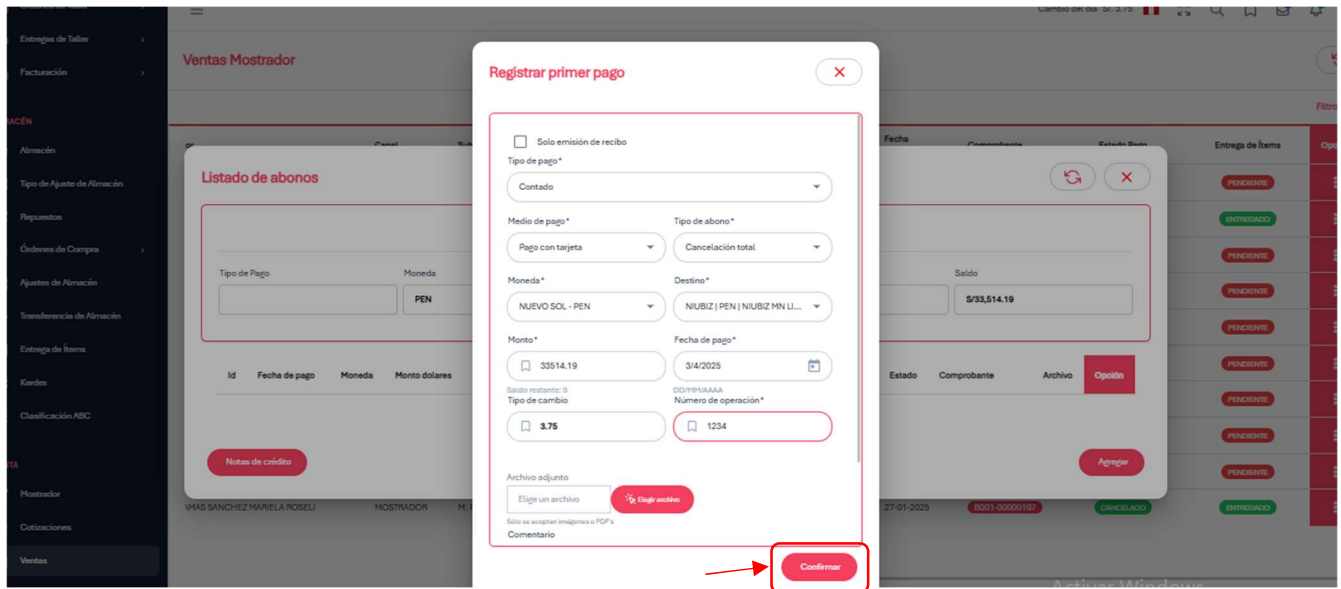 Cambio del día S/. 3.75
Entregas de Taller
Facturación
Ventas Mostrador
Filtro
ACÉN
Almacén
Tipo de Ajuste de Almacén
Repuestos
Órdenes de Compra
Ajustes de Almacén
Transferencia de Almacén
Entrega de Ítems
Kardex
Clasificación ABC
TA
Mostrador
Cotizaciones
Ventas
Canal
Fecha
Comprobante
Estado Pago
Entrega de Ítems
Opc
PENDIENTE
ENTREGADO
PENDIENTE
PENDIENTE
PENDIENTE
PENDIENTE
PENDIENTE
PENDIENTE
PENDIENTE
MAS SANCHEZ MARIELA ROSELI
MOSTRADOR
27-01-2025
B001-00000197
CANCELADO
ENTREGADO
Listado de abonos
Tipo de Pago
Moneda
PEN
Saldo
S/33,514.19
Id
Fecha de pago
Moneda
Monto dolares
Estado
Comprobante
Archivo
Opción
Notas de crédito
Agregar
Registrar primer pago
Solo emisión de recibo
Tipo de pago*
Contado
Medio de pago*
Tipo de abono*
Pago con tarjeta
Cancelación total
Moneda*
Destino*
NUEVO SOL - PEN
NIUBIZ | PEN | NIUBIZ MN LI...
Monto*
Fecha de pago*
33514.19
3/4/2025
Saldo restante: 0
DD/MM/AAAA
Tipo de cambio
Número de operación*
3.75
1234
Archivo adjunto
Elige un archivo
Elegir archivo
Sólo se aceptan imágenes o PDF's
Comentario
Confirmar
Activar Windows